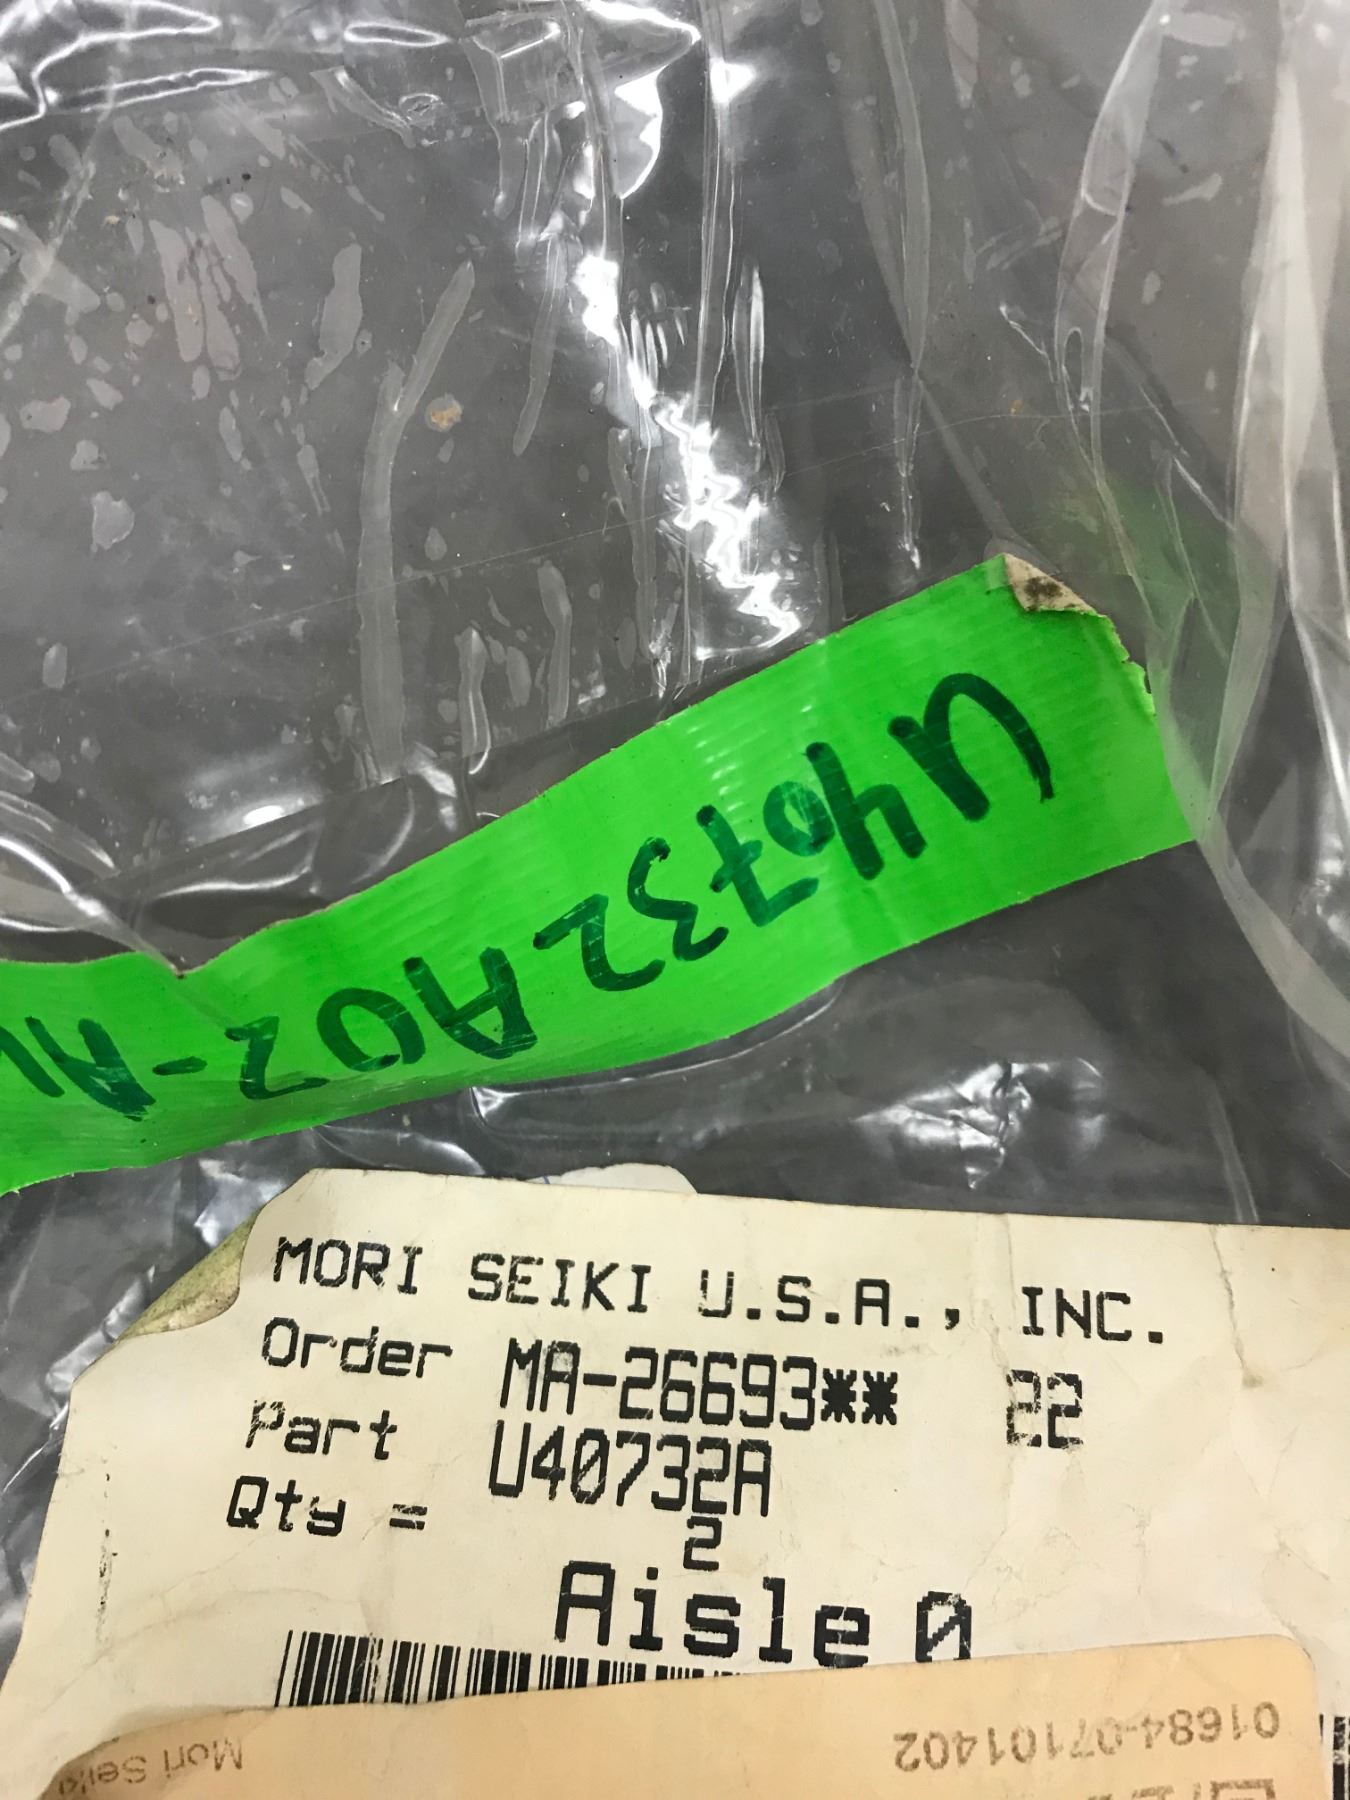 U40732A02-A
MORI SEIKI U.S.A., INC.
Order MA-26693** 22
Part U40732A
Qty = 2
Aisle 0
01684-07101402
Mori Seiki